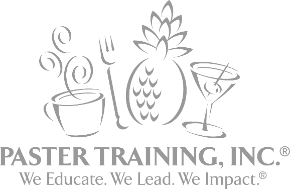 PASTER TRAINING, INC.®
We Educate. We Lead. We Impact.®